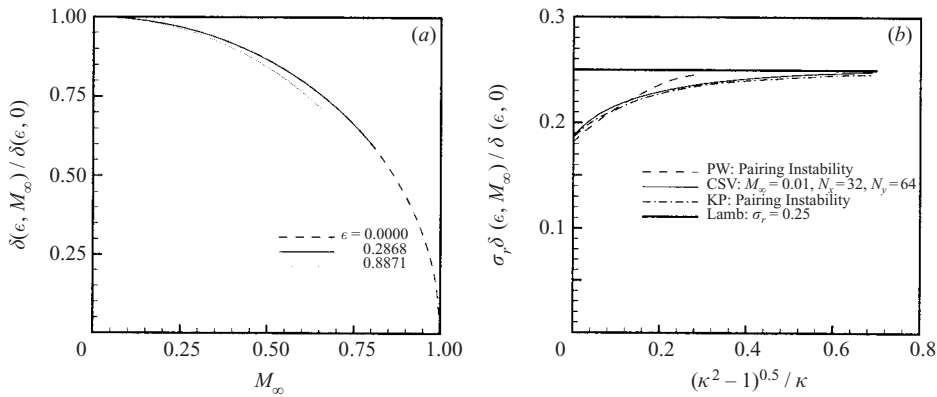 (a)
δ(ϵ, M∞) / δ(ϵ, 0)
1.00
0.75
0.50
0.25
ϵ = 0.0000
0.2868
0.8871
0
0.25
0.50
0.75
1.00
M∞
(b)
σr δ (ϵ, M∞) / δ (ϵ, 0)
0.3
0.2
0.1
PW: Pairing Instability
CSV: M∞ = 0.01, Nx = 32, Ny = 64
KP: Pairing Instability
Lamb: σr = 0.25
0
0.2
0.4
0.6
0.8
(κ² – 1)^0.5 / κ